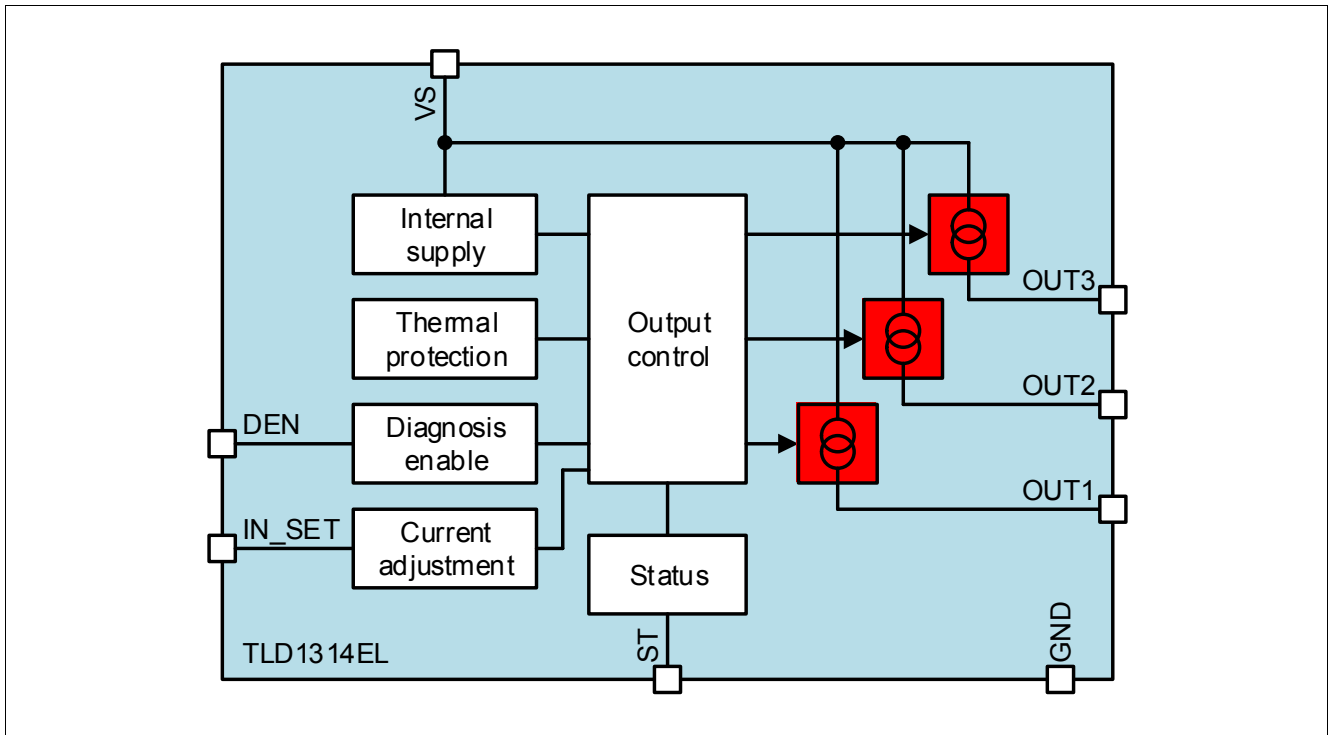 VS
Internal
supply
Thermal
protection
Output
control
OUT3
OUT2
DEN
Diagnosis
enable
OUT1
IN_SET
Current
adjustment
Status
TLD1314EL
ST
GND